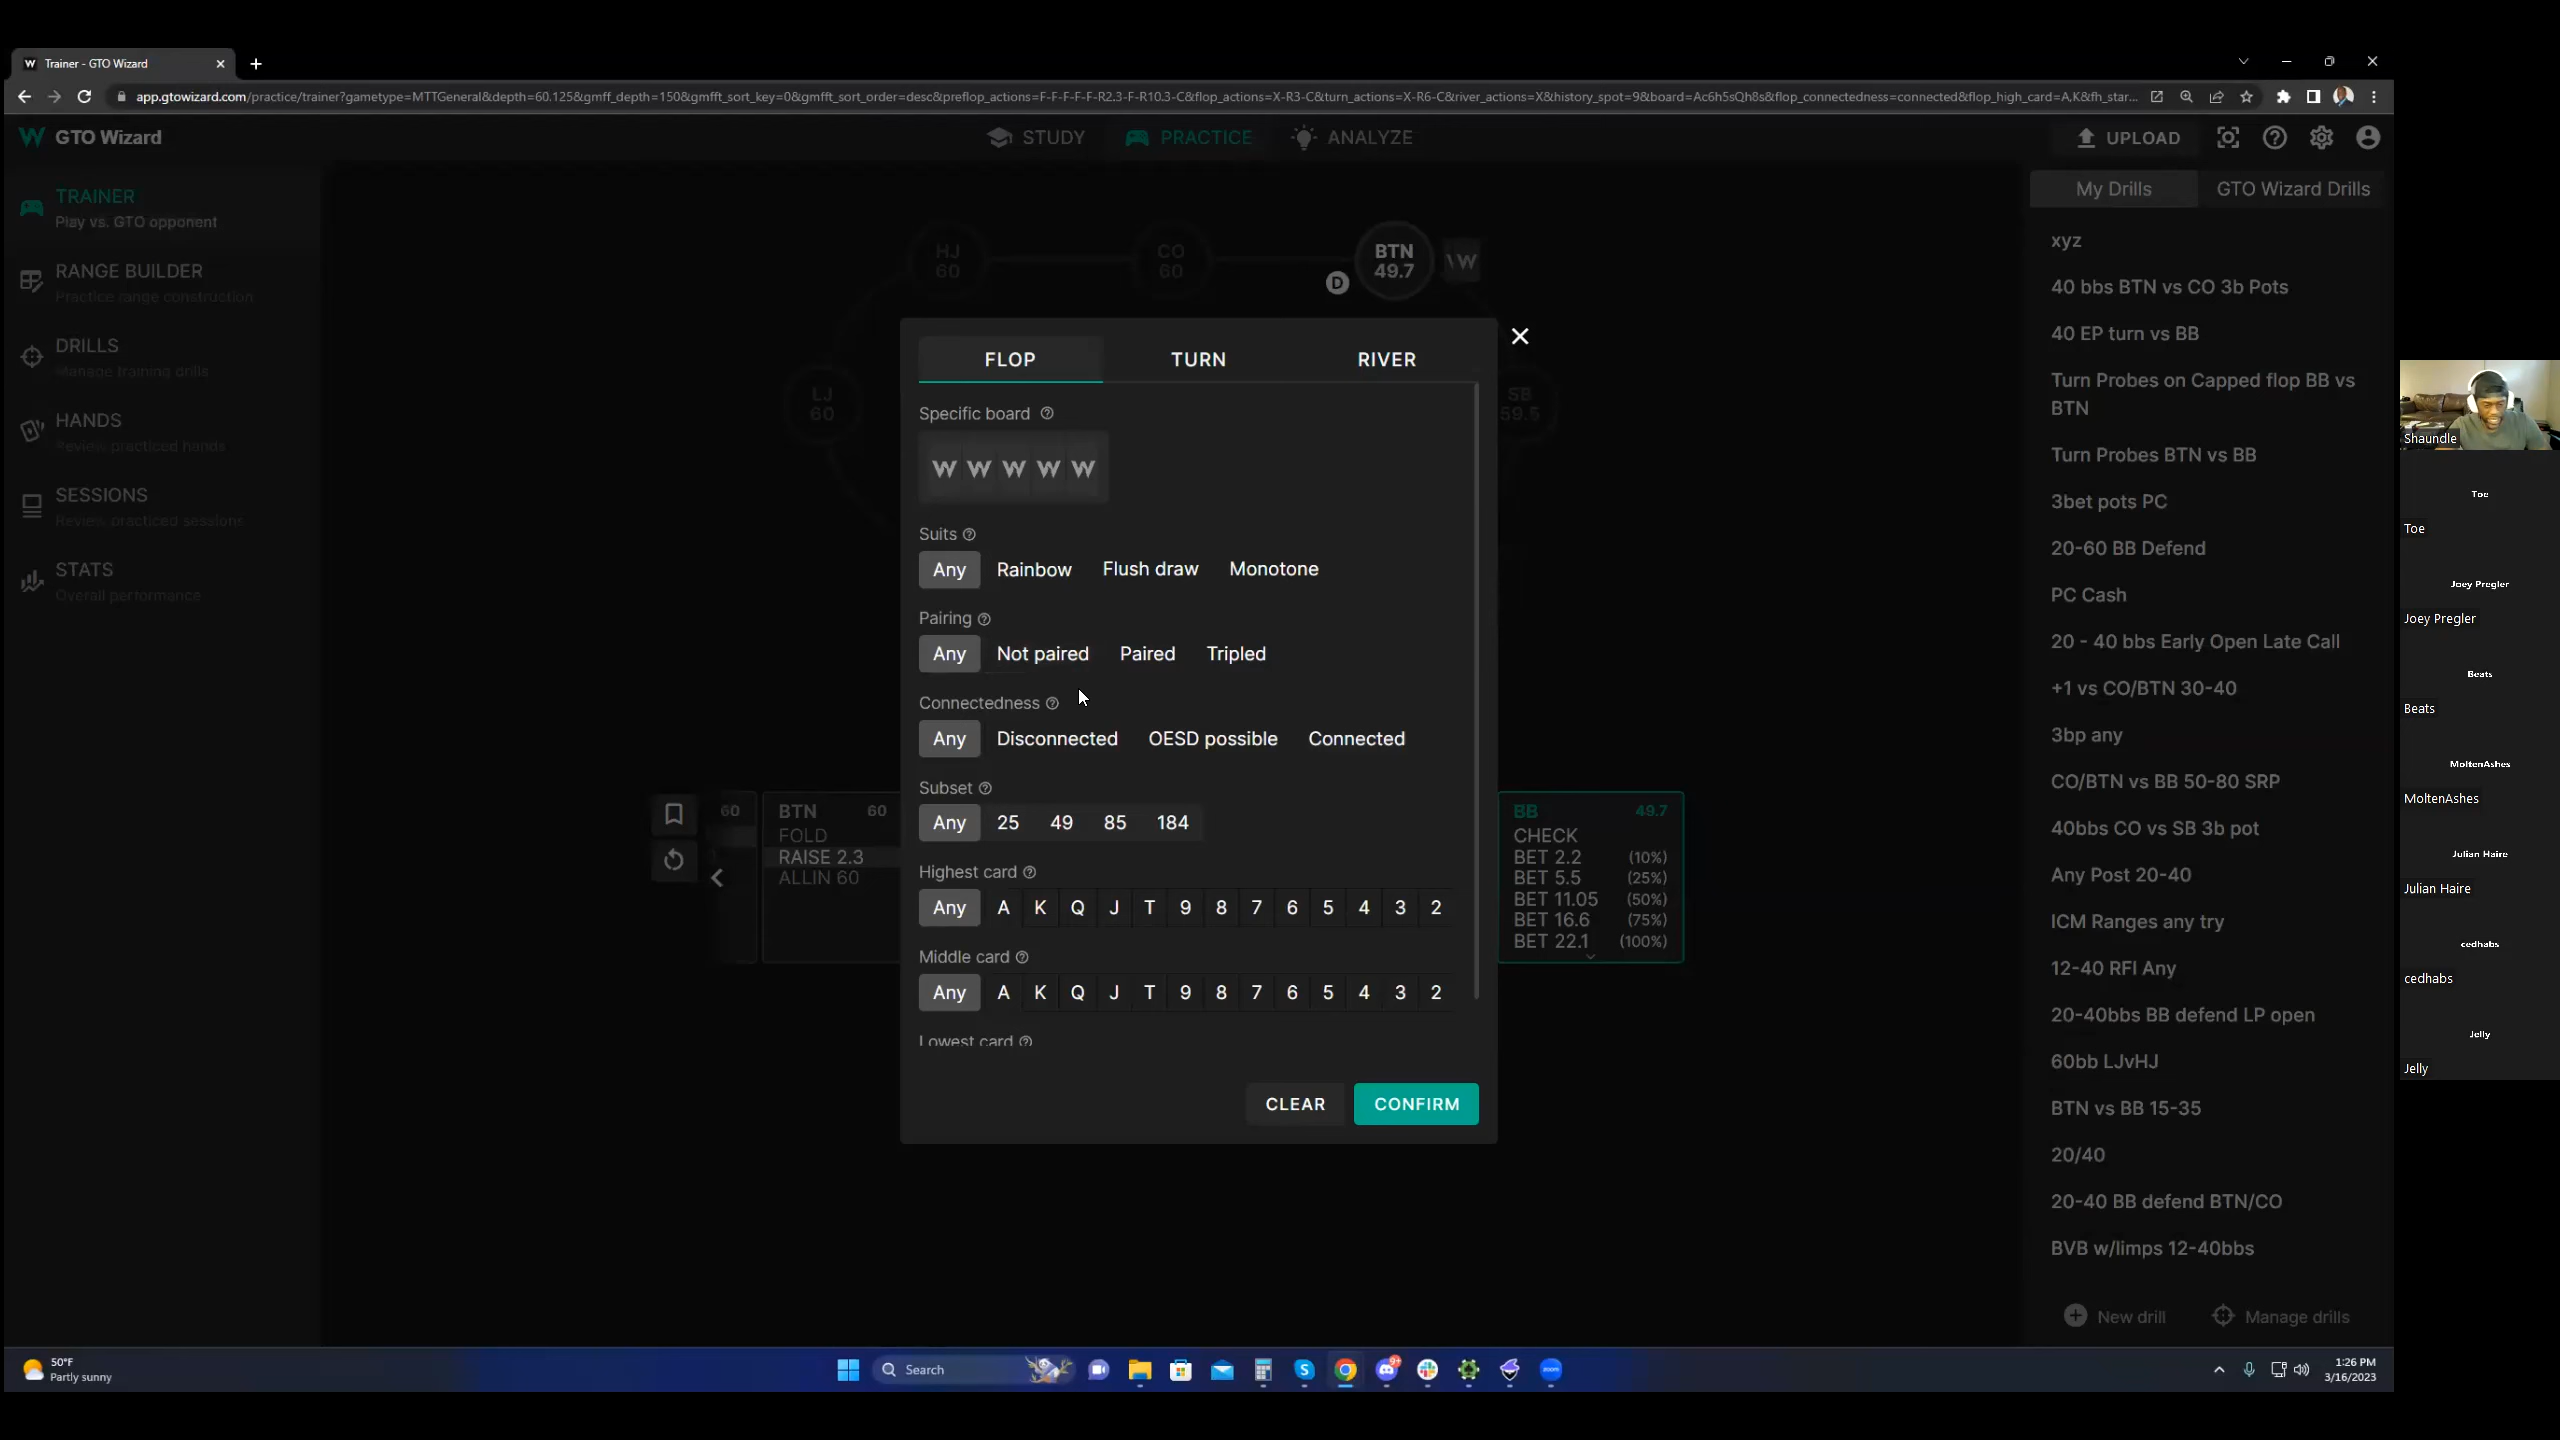 Trainer - GTO Wizard
app.gtowizard.com/practice/trainer?gametype=MTTGeneral&depth=60.125&gmff_depth=150&gmfft_sort_key=0&gmfft_sort_order=desc&preflop_actions=F-F-F-F-F-R2.3-F-R10.3-C&flop_actions=X-R3-C&turn_actions=X-R6-C&river_actions=X&history_spot=9&board=Ac6h5sQh8s&flop_connectedness=connected&flop_high_card=A,K&fh_star...
W GTO Wizard
STUDY
PRACTICE
ANALYZE
UPLOAD
TRAINER
Play vs. GTO opponent
RANGE BUILDER
Practice range construction
DRILLS
Manage training drills
HANDS
Review practiced hands
SESSIONS
Review practiced sessions
STATS
Overall performance
HJ
60
CO
60
BTN
49.7
D
W
LJ
60
SB
59.5
60
BTN 60
FOLD
RAISE 2.3
ALLIN 60
FLOP TURN RIVER
Specific board
W W W W W
Suits
Any Rainbow Flush draw Monotone
Pairing
Any Not paired Paired Tripled
Connectedness
Any Disconnected OESD possible Connected
Subset
Any 25 49 85 184
Highest card
Any A K Q J T 9 8 7 6 5 4 3 2
Middle card
Any A K Q J T 9 8 7 6 5 4 3 2
Lowest card
CLEAR CONFIRM
BB 49.7
CHECK
BET 2.2 (10%)
BET 5.5 (25%)
BET 11.05 (50%)
BET 16.6 (75%)
BET 22.1 (100%)
My Drills GTO Wizard Drills
xyz
40 bbs BTN vs CO 3b Pots
40 EP turn vs BB
Turn Probes on Capped flop BB vs
BTN
Turn Probes BTN vs BB
3bet pots PC
20-60 BB Defend
PC Cash
20 - 40 bbs Early Open Late Call
+1 vs CO/BTN 30-40
3bp any
CO/BTN vs BB 50-80 SRP
40bbs CO vs SB 3b pot
Any Post 20-40
ICM Ranges any try
12-40 RFI Any
20-40bbs BB defend LP open
60bb LJvHJ
BTN vs BB 15-35
20/40
20-40 BB defend BTN/CO
BVB w/limps 12-40bbs
New drill Manage drills
Shaundle
Toe
Toe
Joey Pregler
Joey Pregler
Beats
Beats
MoltenAshes
MoltenAshes
Julian Haire
Julian Haire
cedhabs
cedhabs
Jelly
Jelly
50°F
Partly sunny
Search
1:26 PM
3/16/2023